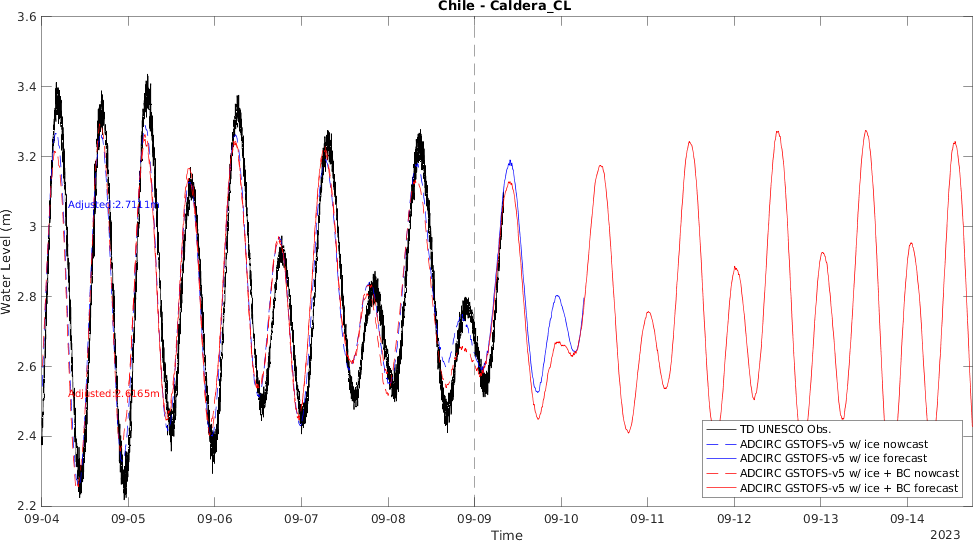 Chile - Caldera_CL
3.6
3.4
3.2
3
2.8
2.6
2.4
2.2
Water Level (m)
Adjusted:2.7111m
Adjusted:2.6165m
TD UNESCO Obs.
ADCIRC GSTOFS-v5 w/ ice nowcast
ADCIRC GSTOFS-v5 w/ ice forecast
ADCIRC GSTOFS-v5 w/ ice + BC nowcast
ADCIRC GSTOFS-v5 w/ ice + BC forecast
09-04 09-05 09-06 09-07 09-08 09-09 09-10 09-11 09-12 09-13 09-14
Time
2023